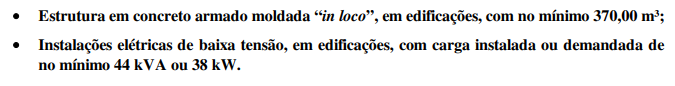 • Estrutura em concreto armado moldada “in loco”, em edificações, com no mínimo 370,00 m³;
• Instalações elétricas de baixa tensão, em edificações, com carga instalada ou demandada de
no mínimo 44 kVA ou 38 kW.